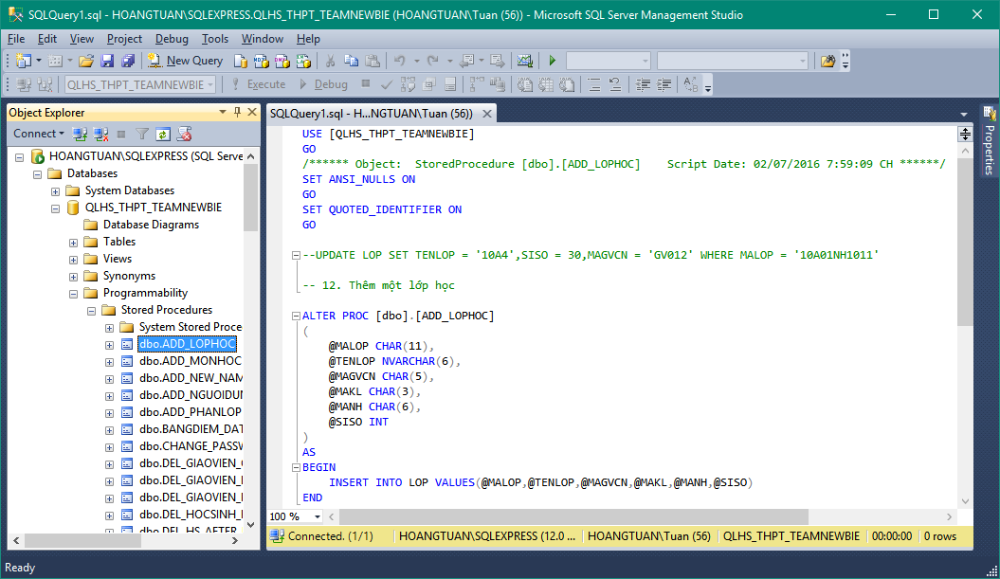 SQLQuery1.sql - HOANGTUAN\SQLEXPRESS.QLHS_THPT_TEAMNEWBIE (HOANGTUAN\Tuan (56)) - Microsoft SQL Server Management Studio
File Edit View Project Debug Tools Window Help
New Query
QLHS_THPT_TEAMNEWBIE Execute Debug
Object Explorer
Connect
HOANGTUAN\SQLEXPRESS (SQL Serve
Databases
System Databases
QLHS_THPT_TEAMNEWBIE
Database Diagrams
Tables
Views
Synonyms
Programmability
Stored Procedures
System Stored Proce
dbo.ADD_LOPHOC
dbo.ADD_MONHOC
dbo.ADD_NEW_NAM
dbo.ADD_NGUOIDUN
dbo.ADD_PHANLOP
dbo.BANGDIEM_DAT
dbo.CHANGE_PASSW
dbo.DEL_GIAOVIEN_
dbo.DEL_GIAOVIEN_
dbo.DEL_GIAOVIEN_
dbo.DEL_HOCSINH_
dbo.DEL_HS_AFTER
SQLQuery1.sql - H...NGTUAN\Tuan (56))
USE [QLHS_THPT_TEAMNEWBIE]
GO
/****** Object:  StoredProcedure [dbo].[ADD_LOPHOC]    Script Date: 02/07/2016 7:59:09 CH ******/
SET ANSI_NULLS ON
GO
SET QUOTED_IDENTIFIER ON
GO
--UPDATE LOP SET TENLOP = '10A4',SISO = 30,MAGVCN = 'GV012' WHERE MALOP = '10A01NH1011'
-- 12. Thêm một lớp học
ALTER PROC [dbo].[ADD_LOPHOC]
(
@MALOP CHAR(11),
@TENLOP NVARCHAR(6),
@MAGVCN CHAR(5),
@MAKL CHAR(3),
@MANH CHAR(6),
@SISO INT
)
AS
BEGIN
INSERT INTO LOP VALUES(@MALOP,@TENLOP,@MAGVCN,@MAKL,@MANH,@SISO)
END
100 %
Connected. (1/1) HOANGTUAN\SQLEXPRESS (12.0 ... HOANGTUAN\Tuan (56) QLHS_THPT_TEAMNEWBIE 00:00:00 0 rows
Properties
Ready